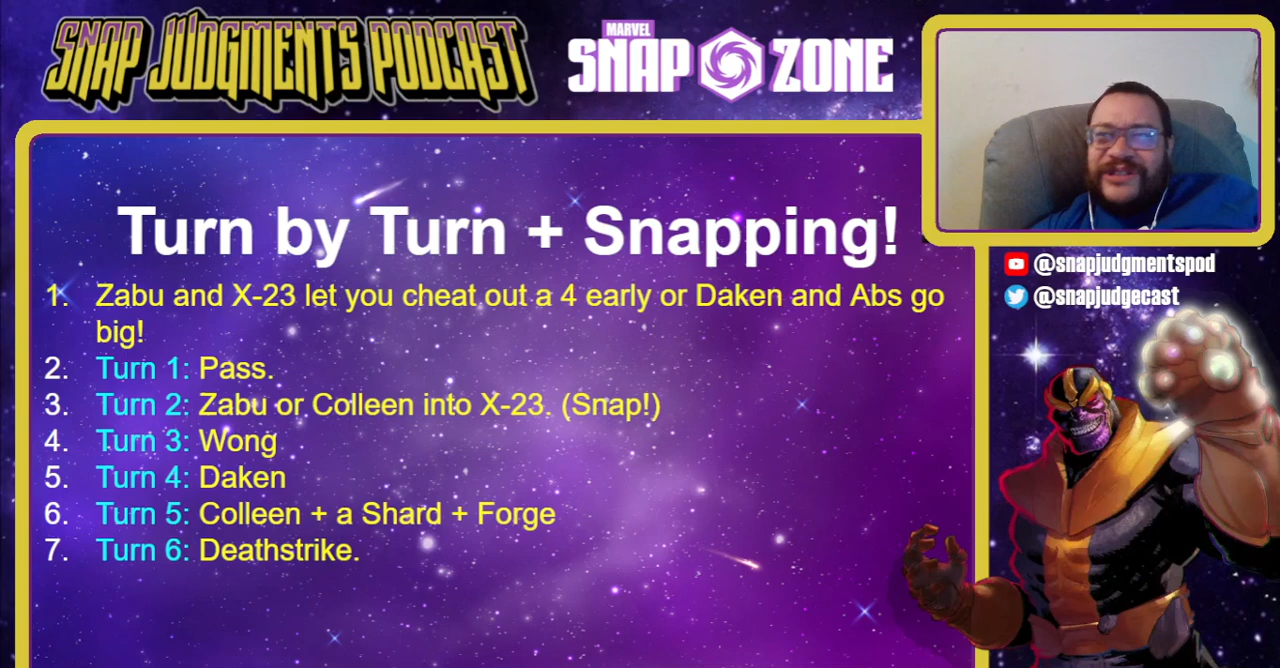 SNAP JUDGMENTS PODCAST
MARVEL
SNAP ZONE
Turn by Turn + Snapping!
1. Zabu and X-23 let you cheat out a 4 early or Daken and Abs go
big!
2. Turn 1: Pass.
3. Turn 2: Zabu or Colleen into X-23. (Snap!)
4. Turn 3: Wong
5. Turn 4: Daken
6. Turn 5: Colleen + a Shard + Forge
7. Turn 6: Deathstrike.
@snapjudgmentspod
@snapjudgecast